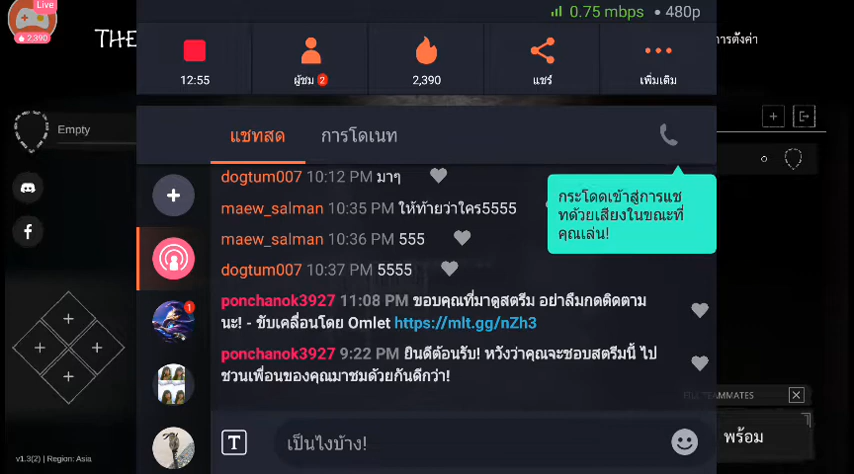 Live
2,390
THE
0.75 mbps • 480p
การตั้งค่า
12:55
ผู้ชม 2
2,390
แชร์
เพิ่มเติม
Empty
แชทสด
การโดเนท
dogtum007 10:12 PM มาๆ
maew_salman 10:35 PM ให้ท้ายว่าใคร5555
maew_salman 10:36 PM 555
dogtum007 10:37 PM 5555
กระโดดเข้าสู่การแช
ทด้วยเสียงในขณะที่
คุณเล่น!
ponchanok3927 11:08 PM ขอบคุณที่มาดูสตรีม อย่าลืมกดติดตาม
นะ! - ขับเคลื่อนโดย Omlet https://mlt.gg/nZh3
1
ponchanok3927 9:22 PM ยินดีต้อนรับ! หวังว่าคุณจะชอบสตรีมนี้ ไป
ชวนเพื่อนของคุณมาชมด้วยกันดีกว่า!
FILL TEAMMATES
T
เป็นไงบ้าง!
พร้อม
v1.3(2) | Region: Asia